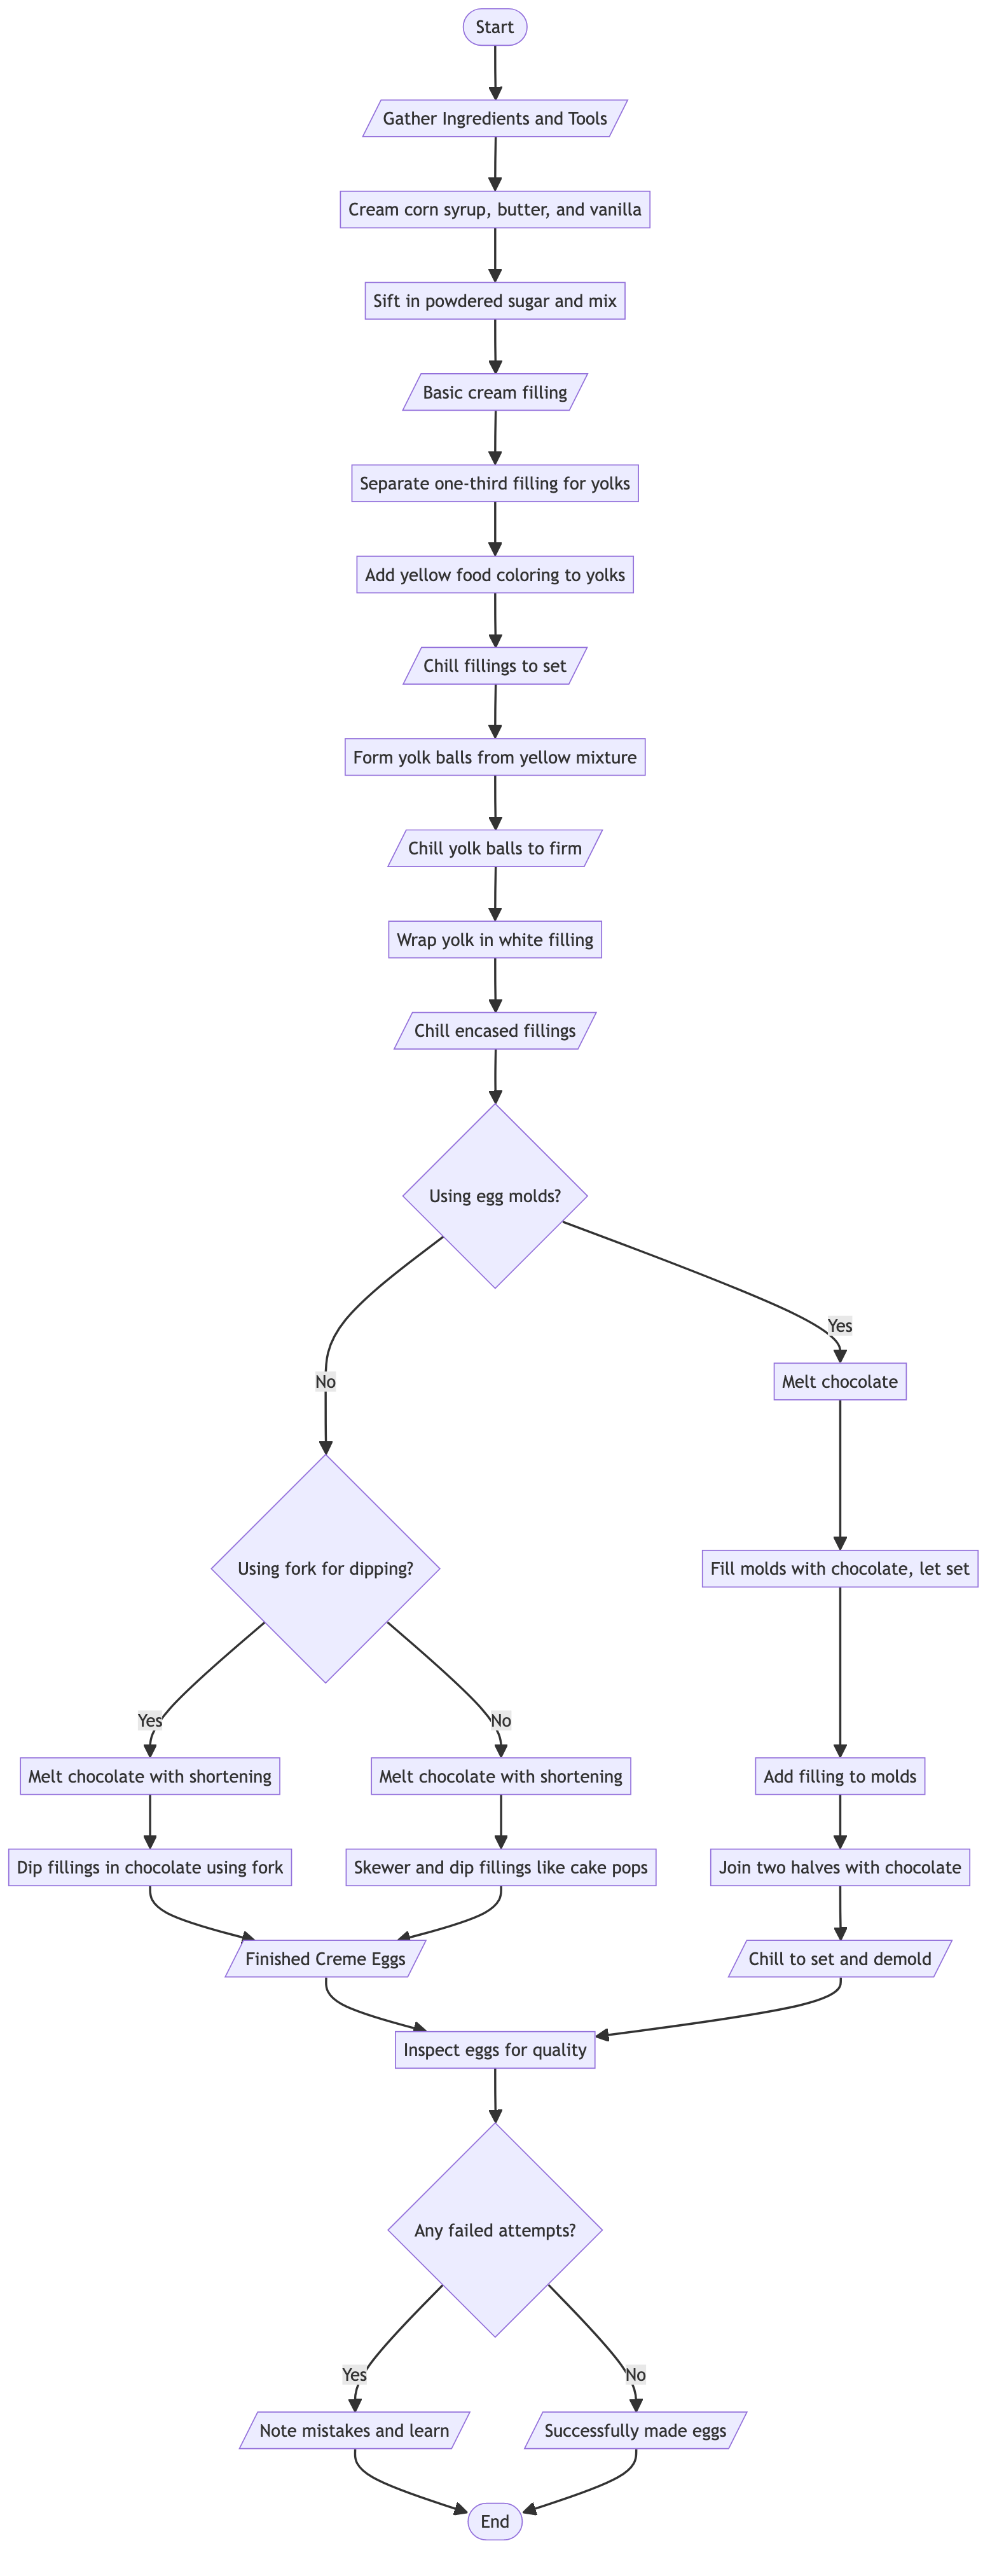 Start
Gather Ingredients and Tools
Cream corn syrup, butter, and vanilla
Sift in powdered sugar and mix
Basic cream filling
Separate one-third filling for yolks
Add yellow food coloring to yolks
Chill fillings to set
Form yolk balls from yellow mixture
Chill yolk balls to firm
Wrap yolk in white filling
Chill encased fillings
Using egg molds?
Yes
No
Melt chocolate
Using fork for dipping?
Fill molds with chocolate, let set
Yes
No
Melt chocolate with shortening
Melt chocolate with shortening
Add filling to molds
Dip fillings in chocolate using fork
Skewer and dip fillings like cake pops
Join two halves with chocolate
Finished Creme Eggs
Chill to set and demold
Inspect eggs for quality
Any failed attempts?
Yes
No
Note mistakes and learn
Successfully made eggs
End